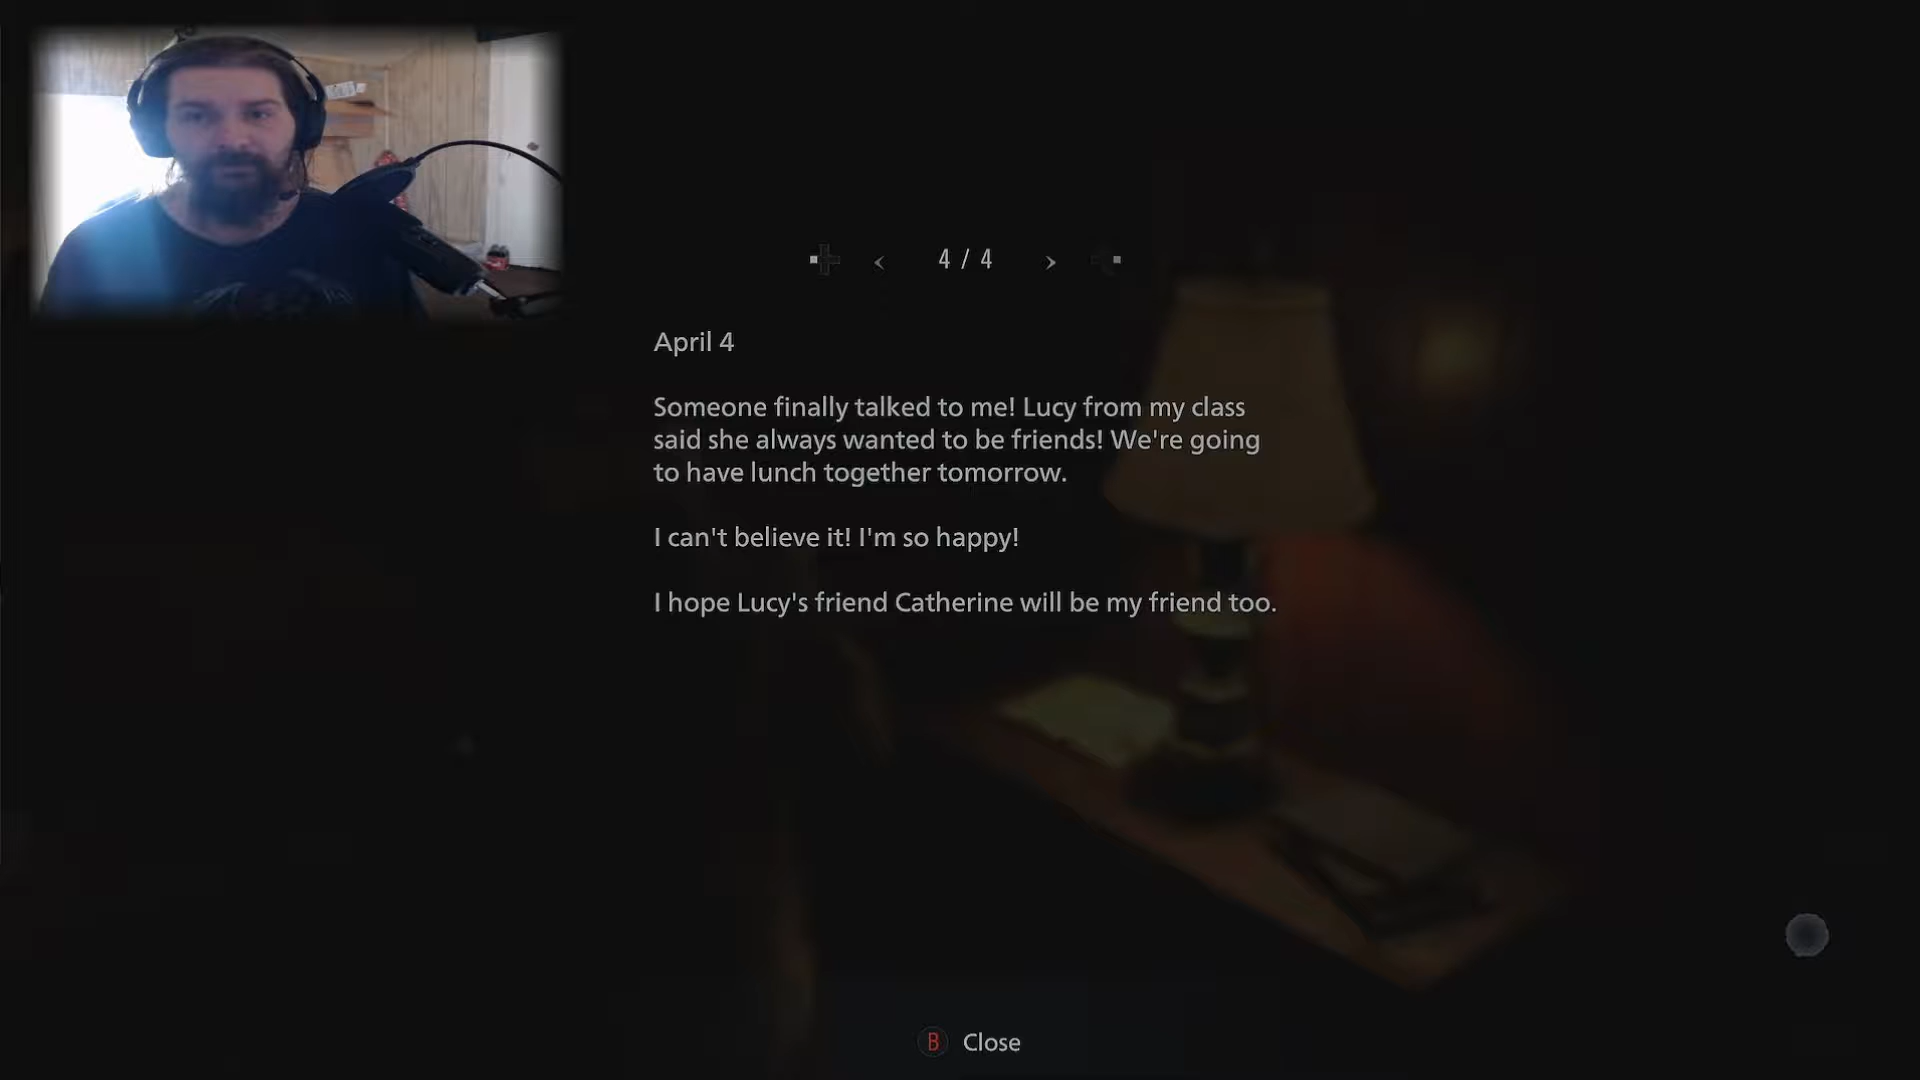 < 4 / 4 >
April 4
Someone finally talked to me! Lucy from my class
said she always wanted to be friends! We're going
to have lunch together tomorrow.
I can't believe it! I'm so happy!
I hope Lucy's friend Catherine will be my friend too.
B Close